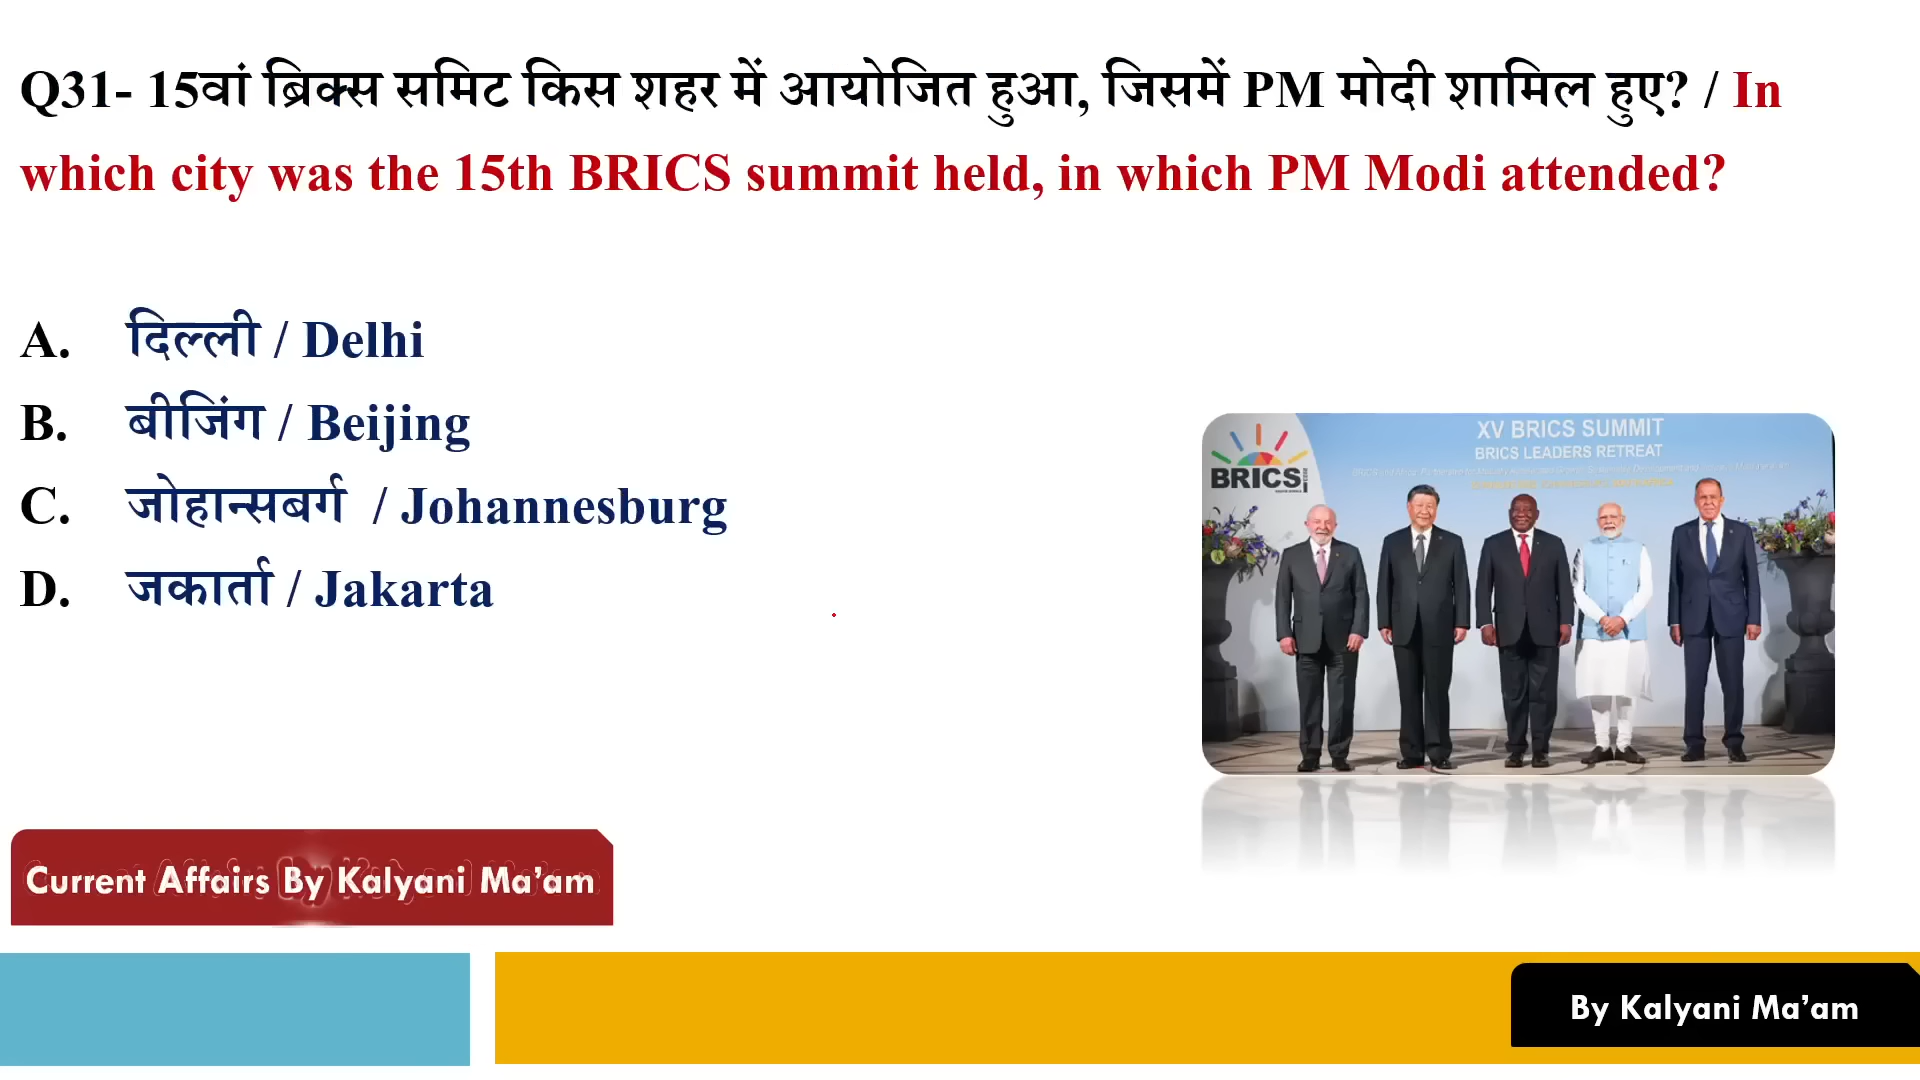 Q31- 15वां ब्रिक्स समिट किस शहर में आयोजित हुआ, जिसमें PM मोदी शामिल हुए? / In
which city was the 15th BRICS summit held, in which PM Modi attended?
A. दिल्ली / Delhi
B. बीजिंग / Beijing
C. जोहान्सबर्ग / Johannesburg
D. जकार्ता / Jakarta
XV BRICS SUMMIT
BRICS LEADERS RETREAT
BRICS
Current Affairs By Kalyani Ma'am
By Kalyani Ma'am